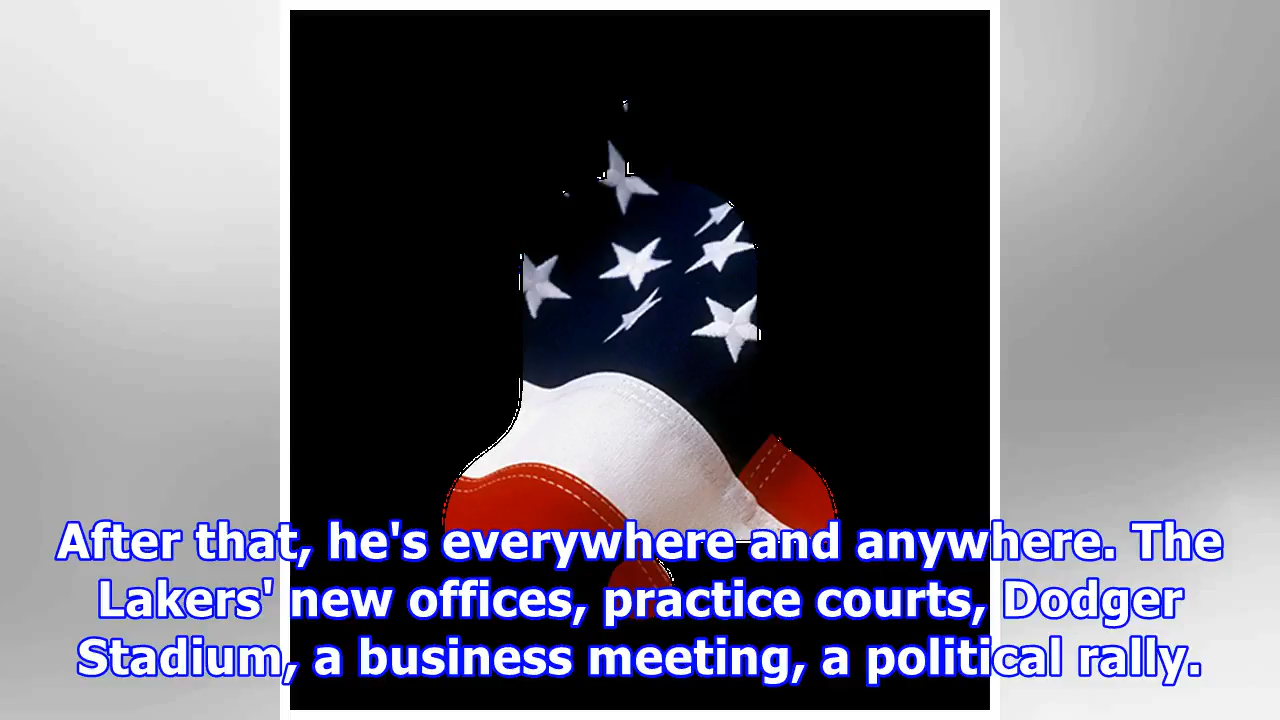 After that, he's everywhere and anywhere. The
Lakers' new offices, practice courts, Dodger
Stadium, a business meeting, a political rally.